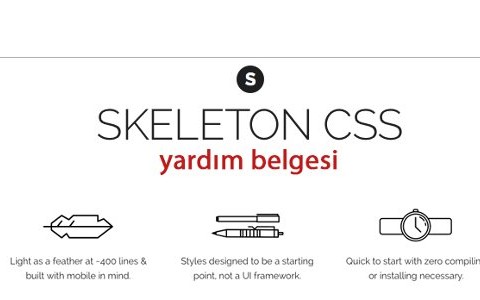 S
SKELETON CSS
yardım belgesi
Light as a feather at ~400 lines &
built with mobile in mind.
Styles designed to be a starting
point, not a UI framework.
Quick to start with zero compilin
or installing necessary.